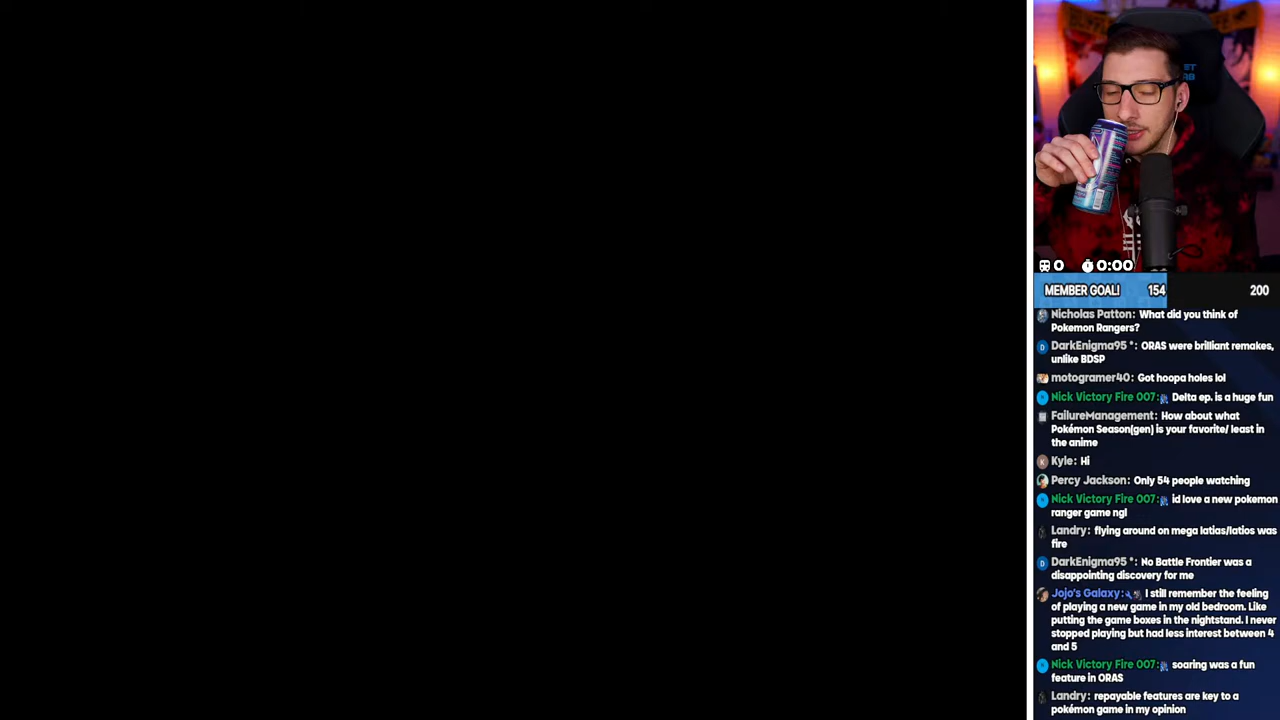 ET
0 0:00
MEMBER GOAL! 154 200
Nicholas Patton: What did you think of
Pokemon Rangers?
D DarkEnigma95 *: ORAS were brilliant remakes,
unlike BDSP
motogramer40: Got hoopa holes lol
Nick Victory Fire 007: Delta ep. is a huge fun
FailureManagement: How about what
Pokémon Season(gen) is your favorite/ least in
the anime
K Kyle: Hi
Percy Jackson: Only 54 people watching
Nick Victory Fire 007: id love a new pokemon
ranger game ngl
Landry: flying around on mega latias/latios was
fire
D DarkEnigma95 *: No Battle Frontier was a
disappointing discovery for me
Jojo's Galaxy: I still remember the feeling
of playing a new game in my old bedroom. Like
putting the game boxes in the nightstand. I never
stopped playing but had less interest between 4
and 5
Nick Victory Fire 007: soaring was a fun
feature in ORAS
Landry: repayable features are key to a
pokémon game in my opinion